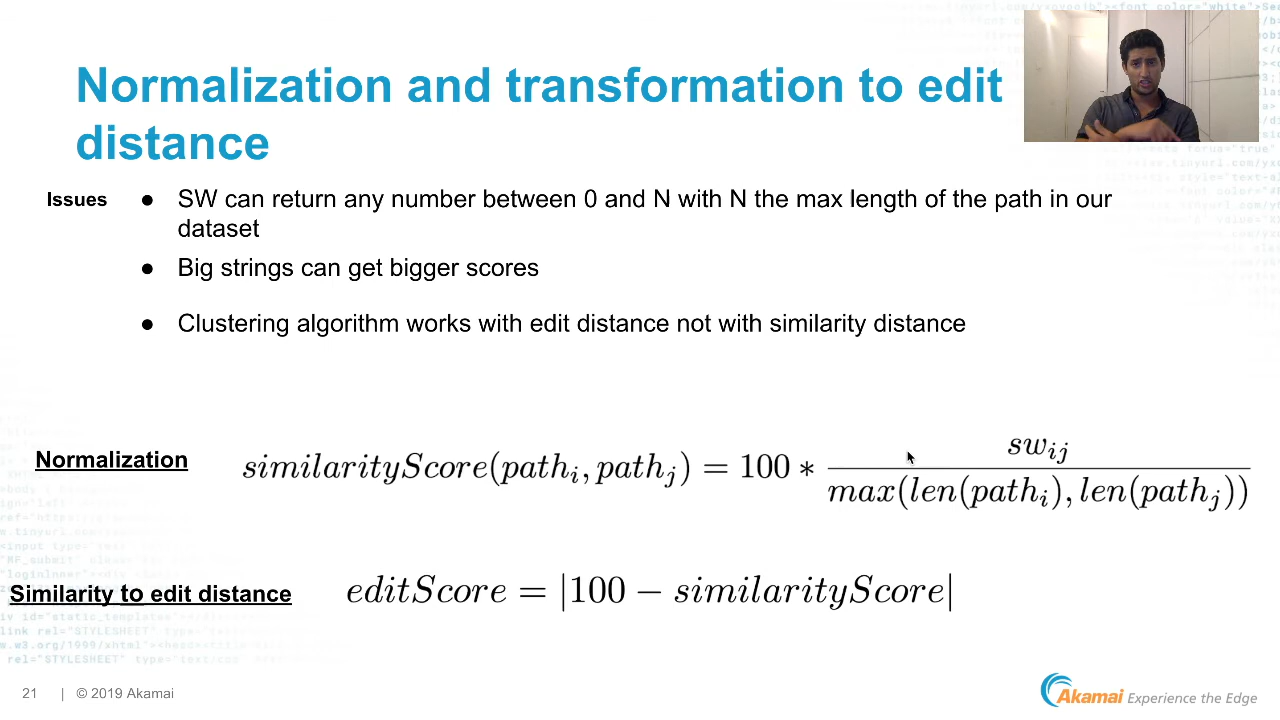 Normalization and transformation to edit
distance
Issues
● SW can return any number between 0 and N with N the max length of the path in our
dataset
● Big strings can get bigger scores
● Clustering algorithm works with edit distance not with similarity distance
Normalization
similarityScore(path_i, path_j) = 100 * sw_ij / max(len(path_i), len(path_j))
Similarity to edit distance
editScore = |100 − similarityScore|
21 | © 2019 Akamai
Akamai Experience the Edge